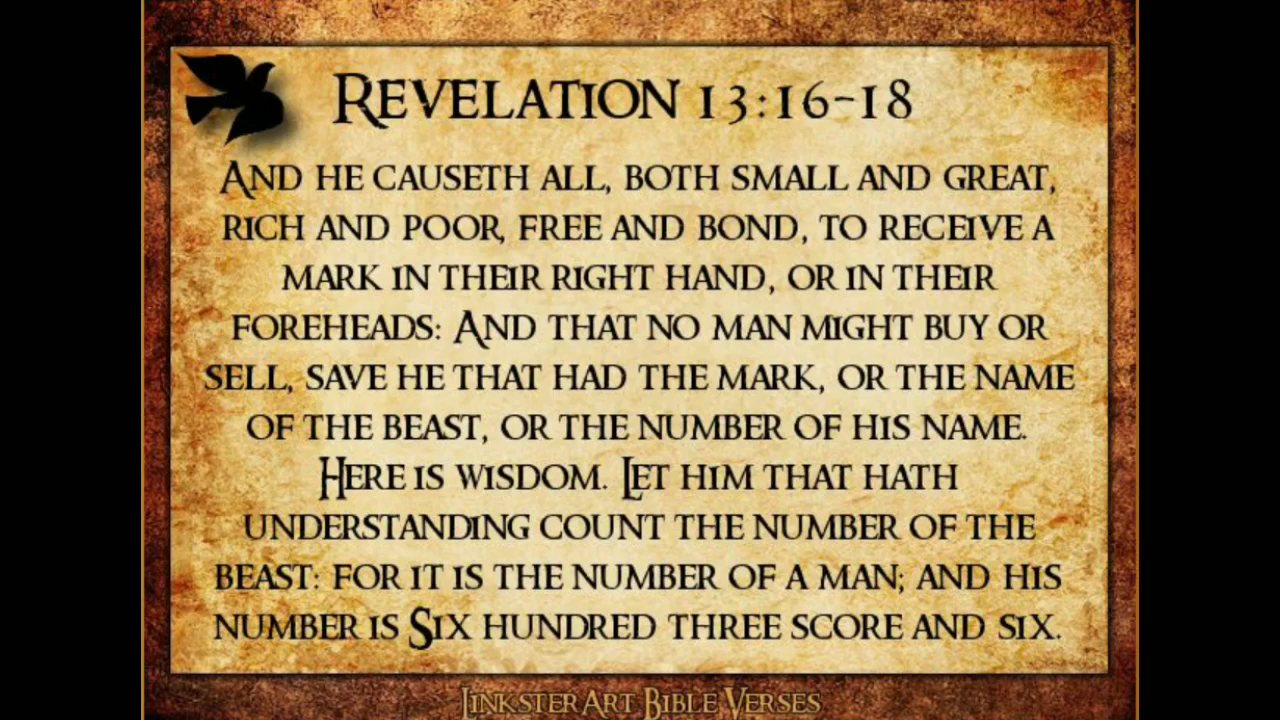 Revelation 13:16-18
And he causeth all, both small and great,
rich and poor, free and bond, to receive a
mark in their right hand, or in their
foreheads: And that no man might buy or
sell, save he that had the mark, or the name
of the beast, or the number of his name.
Here is wisdom. Let him that hath
understanding count the number of the
beast: for it is the number of a man; and his
number is Six hundred three score and six.
LinksterArt Bible Verses